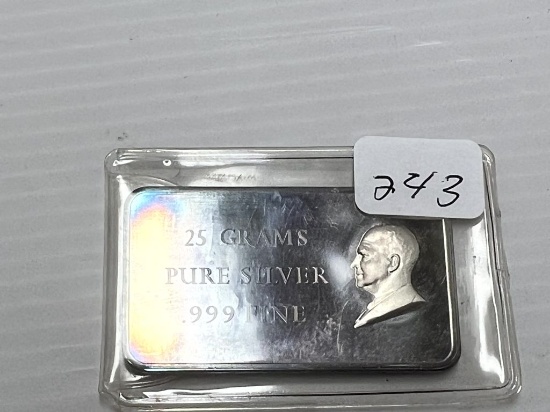 243
25 GRAMS
PURE SILVER
.999 FINE